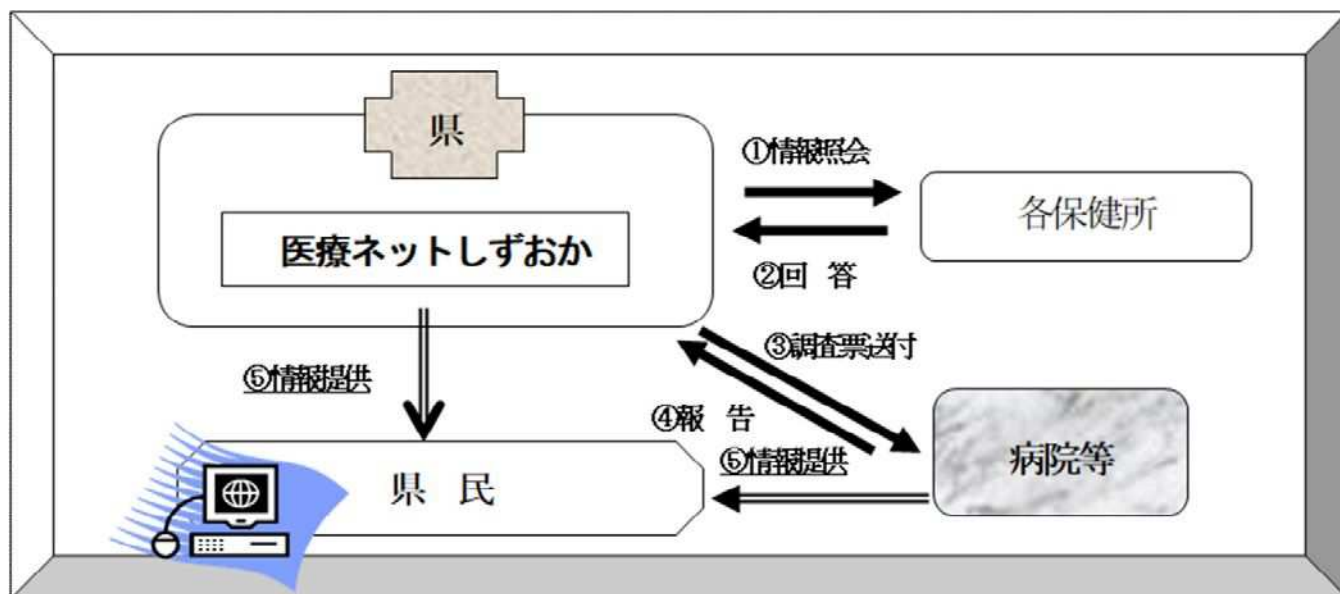 県
医療ネットしずおか
①情報照会
各保健所
②回 答
③調査票送付
④報 告
⑤情報提供
⑤情報提供
病院等
県 民